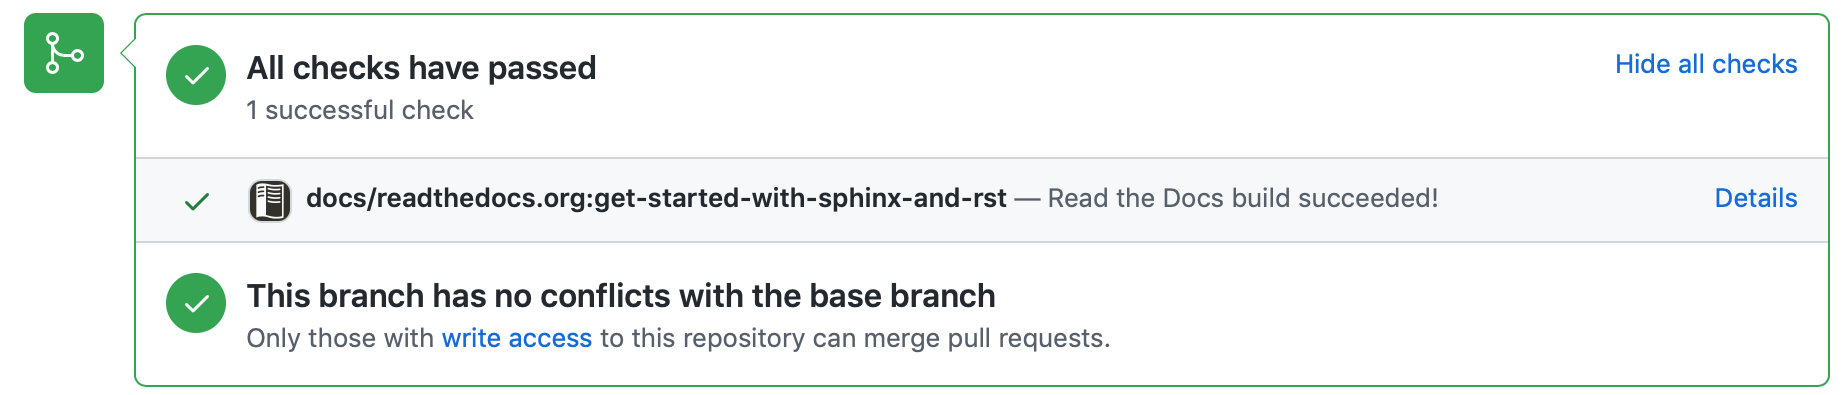 All checks have passed
Hide all checks
1 successful check
docs/readthedocs.org:get-started-with-sphinx-and-rst — Read the Docs build succeeded!
Details
This branch has no conflicts with the base branch
Only those with write access to this repository can merge pull requests.